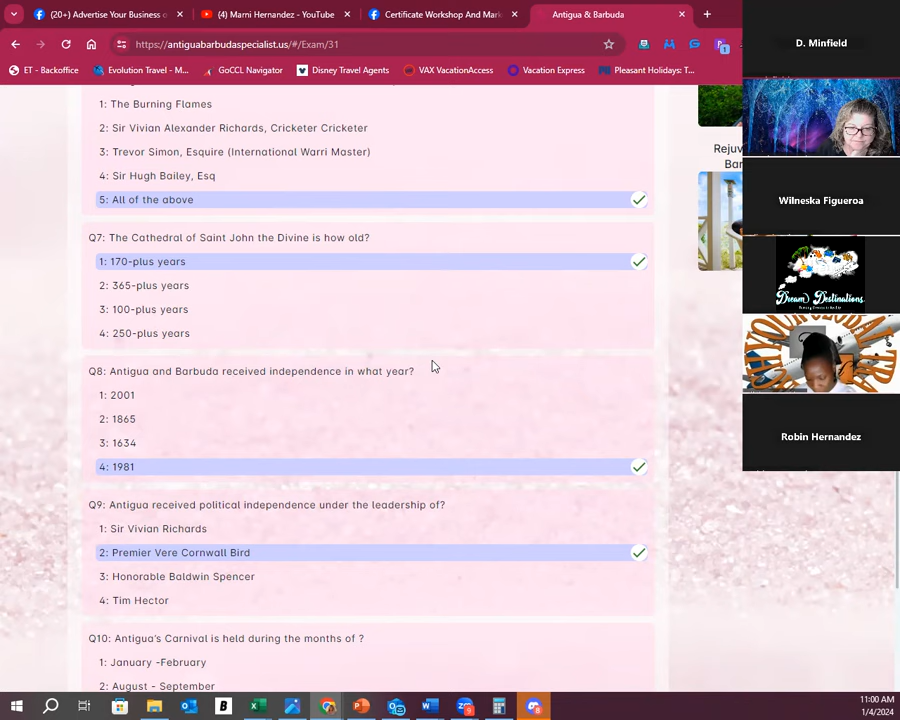 (20+) Advertise Your Business o
(4) Marni Hernandez - YouTube
Certificate Workshop And Mark
Antigua & Barbuda
https://antiguabarbudaspecialist.us/#/Exam/31
ET - Backoffice
Evolution Travel - M...
GoCCL Navigator
Disney Travel Agents
VAX VacationAccess
Vacation Express
Pleasant Holidays: T...
1: The Burning Flames
2: Sir Vivian Alexander Richards, Cricketer Cricketer
3: Trevor Simon, Esquire (International Warri Master)
4: Sir Hugh Bailey, Esq
5: All of the above
Q7: The Cathedral of Saint John the Divine is how old?
1: 170-plus years
2: 365-plus years
3: 100-plus years
4: 250-plus years
Q8: Antigua and Barbuda received independence in what year?
1: 2001
2: 1865
3: 1634
4: 1981
Q9: Antigua received political independence under the leadership of?
1: Sir Vivian Richards
2: Premier Vere Cornwall Bird
3: Honorable Baldwin Spencer
4: Tim Hector
Q10: Antigua's Carnival is held during the months of ?
1: January -February
2: August - September
Rejuv
Bar
D. Minfield
Wilneska Figueroa
Dream Destinations
Robin Hernandez
11:00 AM
1/4/2024